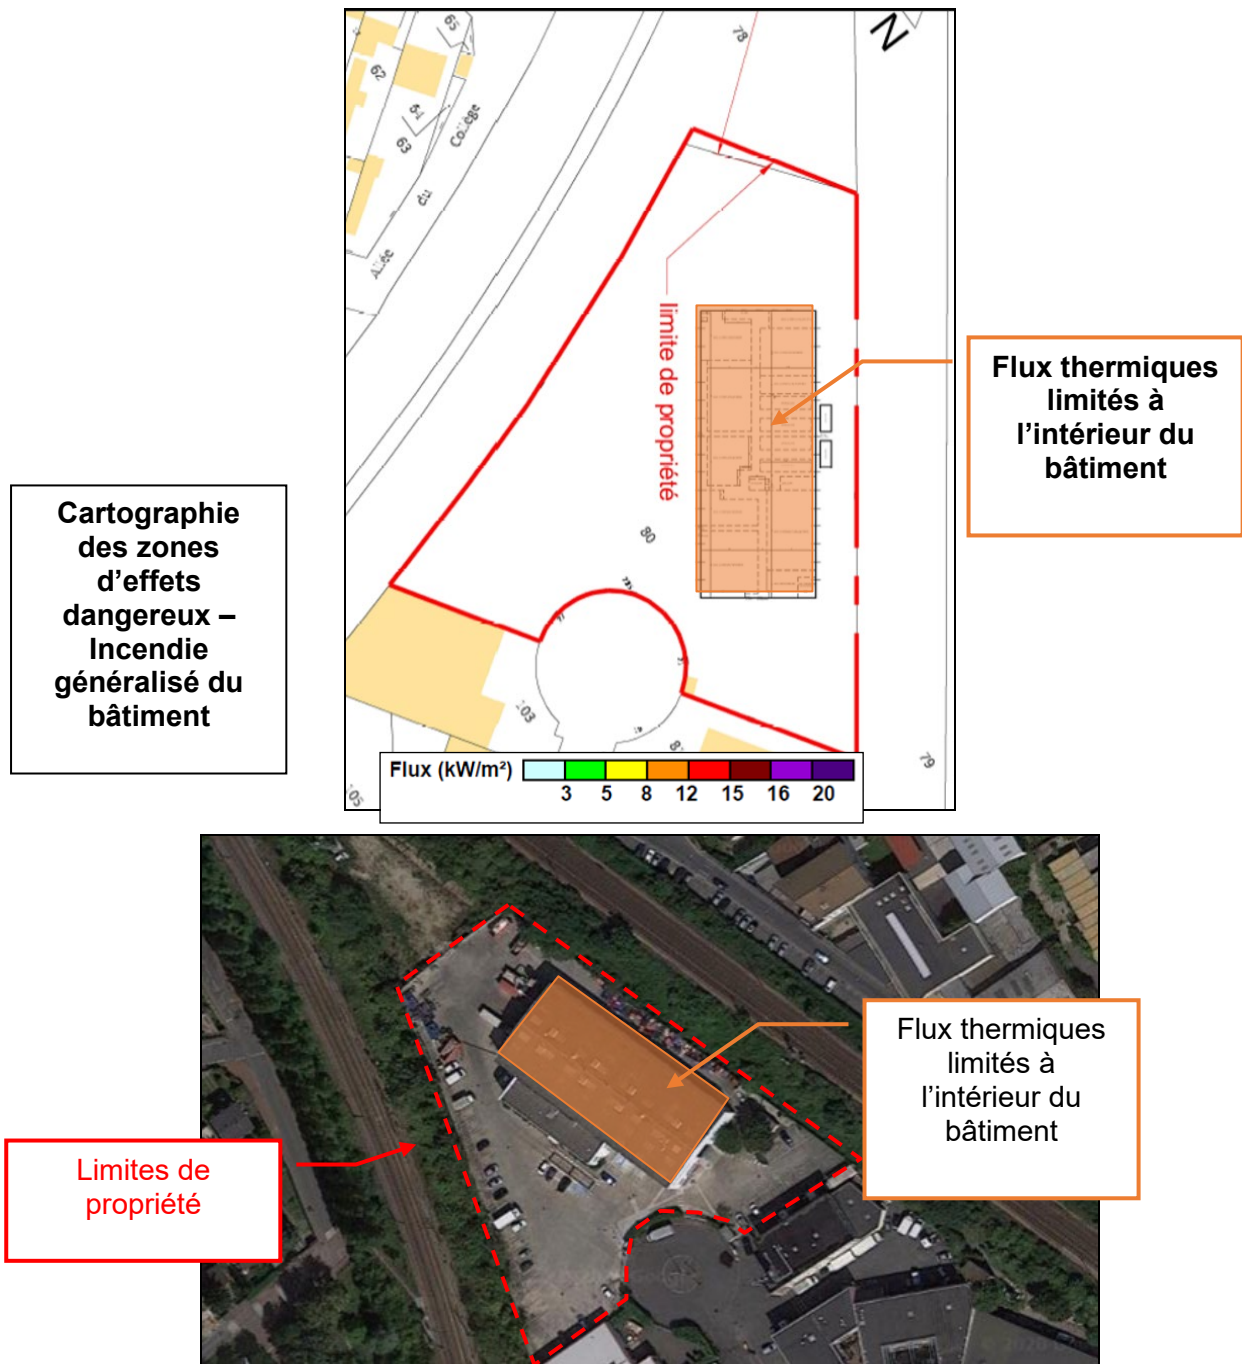 65
62
64
63
Collège
du
Allée
78
N
limite de propriété
80
103
105
79
Flux thermiques
limités à
l’intérieur du
bâtiment
Cartographie
des zones
d’effets
dangereux –
Incendie
généralisé du
bâtiment
Flux (kW/m²)
3 5 8 12 15 16 20
Flux thermiques
limités à
l’intérieur du
bâtiment
Limites de
propriété